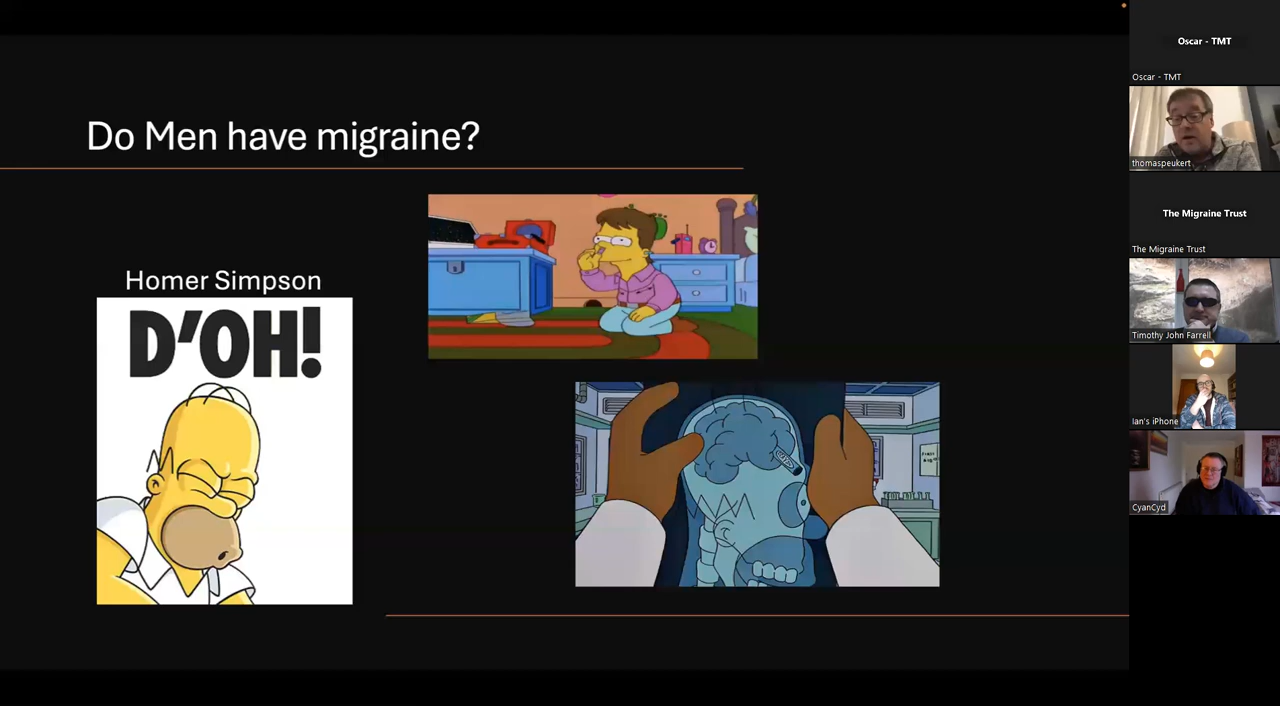 Do Men have migraine?
Homer Simpson
D'OH!
Oscar - TMT
Oscar - TMT
thomaspeukert
The Migraine Trust
The Migraine Trust
Timothy John Farrell
Ian's iPhone
CyanCyd